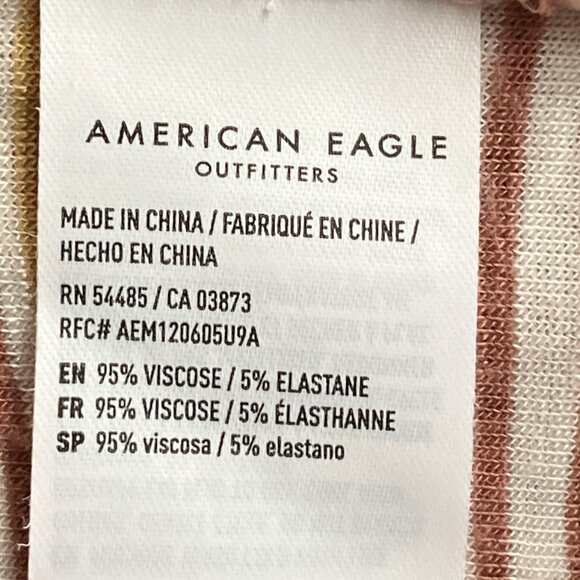 AMERICAN EAGLE
OUTFITTERS
MADE IN CHINA / FABRIQUÉ EN CHINE /
HECHO EN CHINA
RN 54485 / CA 03873
RFC# AEM120605U9A
EN 95% VISCOSE / 5% ELASTANE
FR 95% VISCOSE / 5% ÉLASTHANNE
SP 95% viscosa / 5% elastano